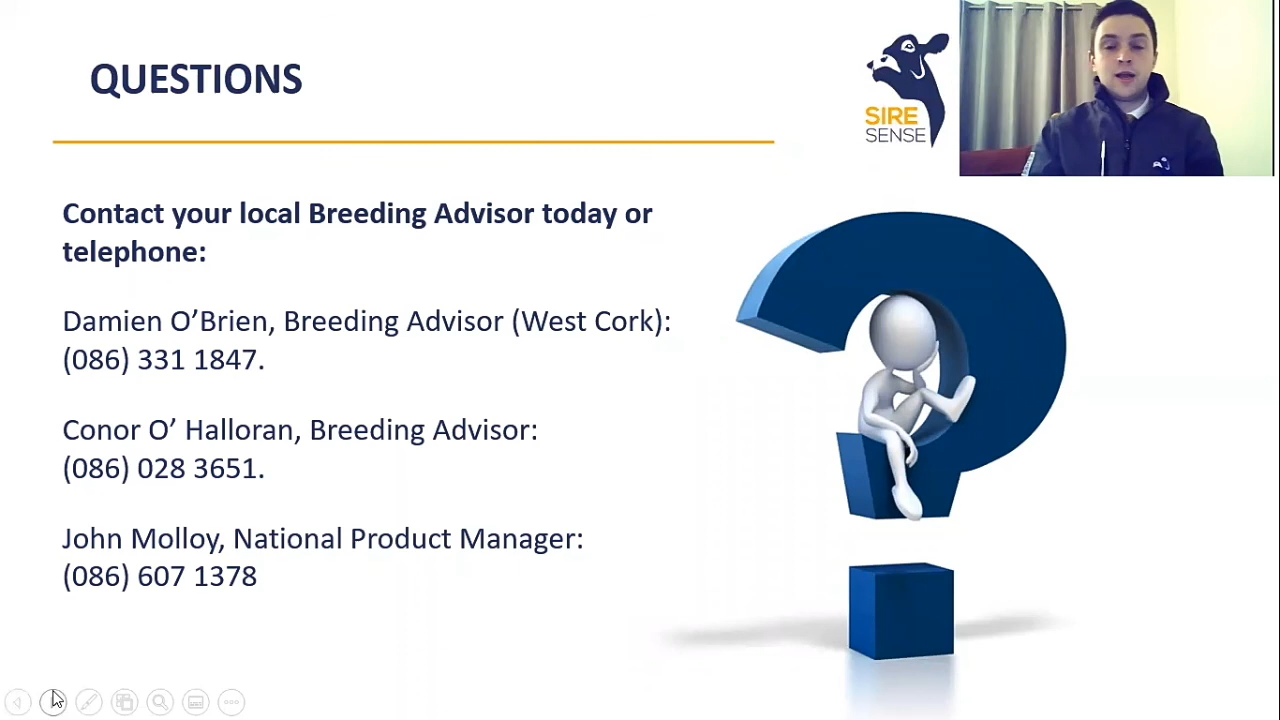 QUESTIONS
SIRE
SENSE
Contact your local Breeding Advisor today or
telephone:
Damien O’Brien, Breeding Advisor (West Cork):
(086) 331 1847.
Conor O’ Halloran, Breeding Advisor:
(086) 028 3651.
John Molloy, National Product Manager:
(086) 607 1378